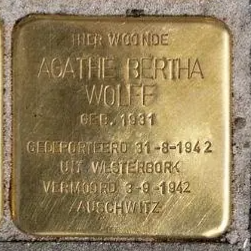 HIER WOONDE
AGATHE BERTHA
WOLFF
GEB. 1931
GEDEPORTEERD 31-8-1942
UIT WESTERBORK
VERMOORD 3-9-1942
AUSCHWITZ